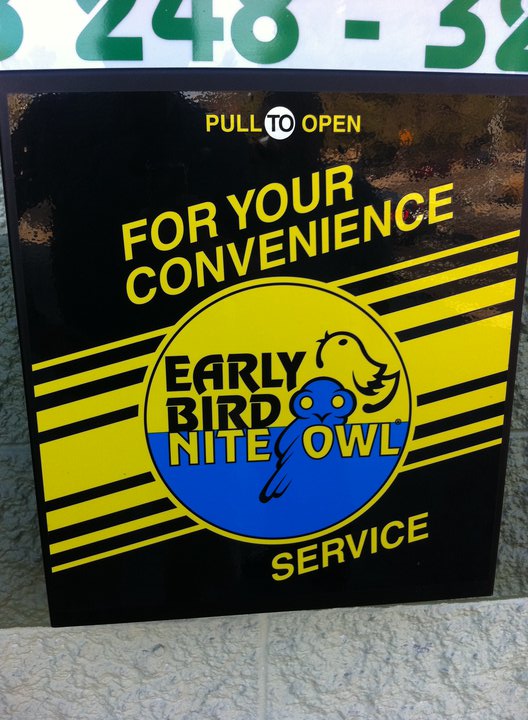 248 - 32
PULL TO OPEN
FOR YOUR
CONVENIENCE
EARLY
BIRD
NITE OWL®
SERVICE